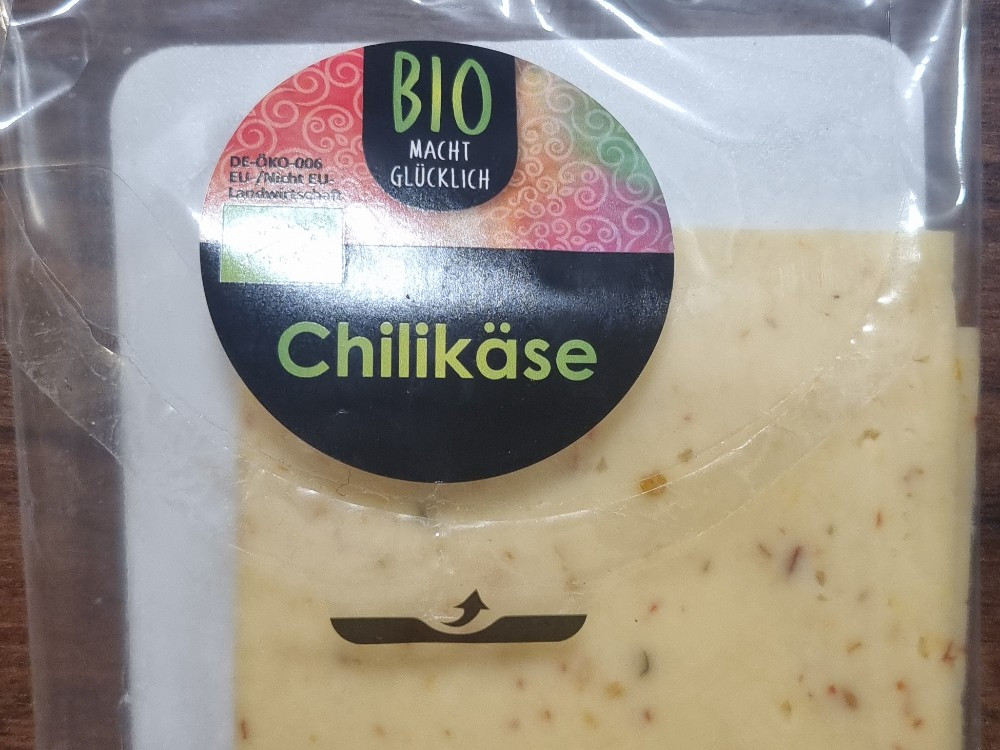 BIO
MACHT
GLÜCKLICH
DE-ÖKO-006
EU-/Nicht EU-
Landwirtschaft
Chilikäse